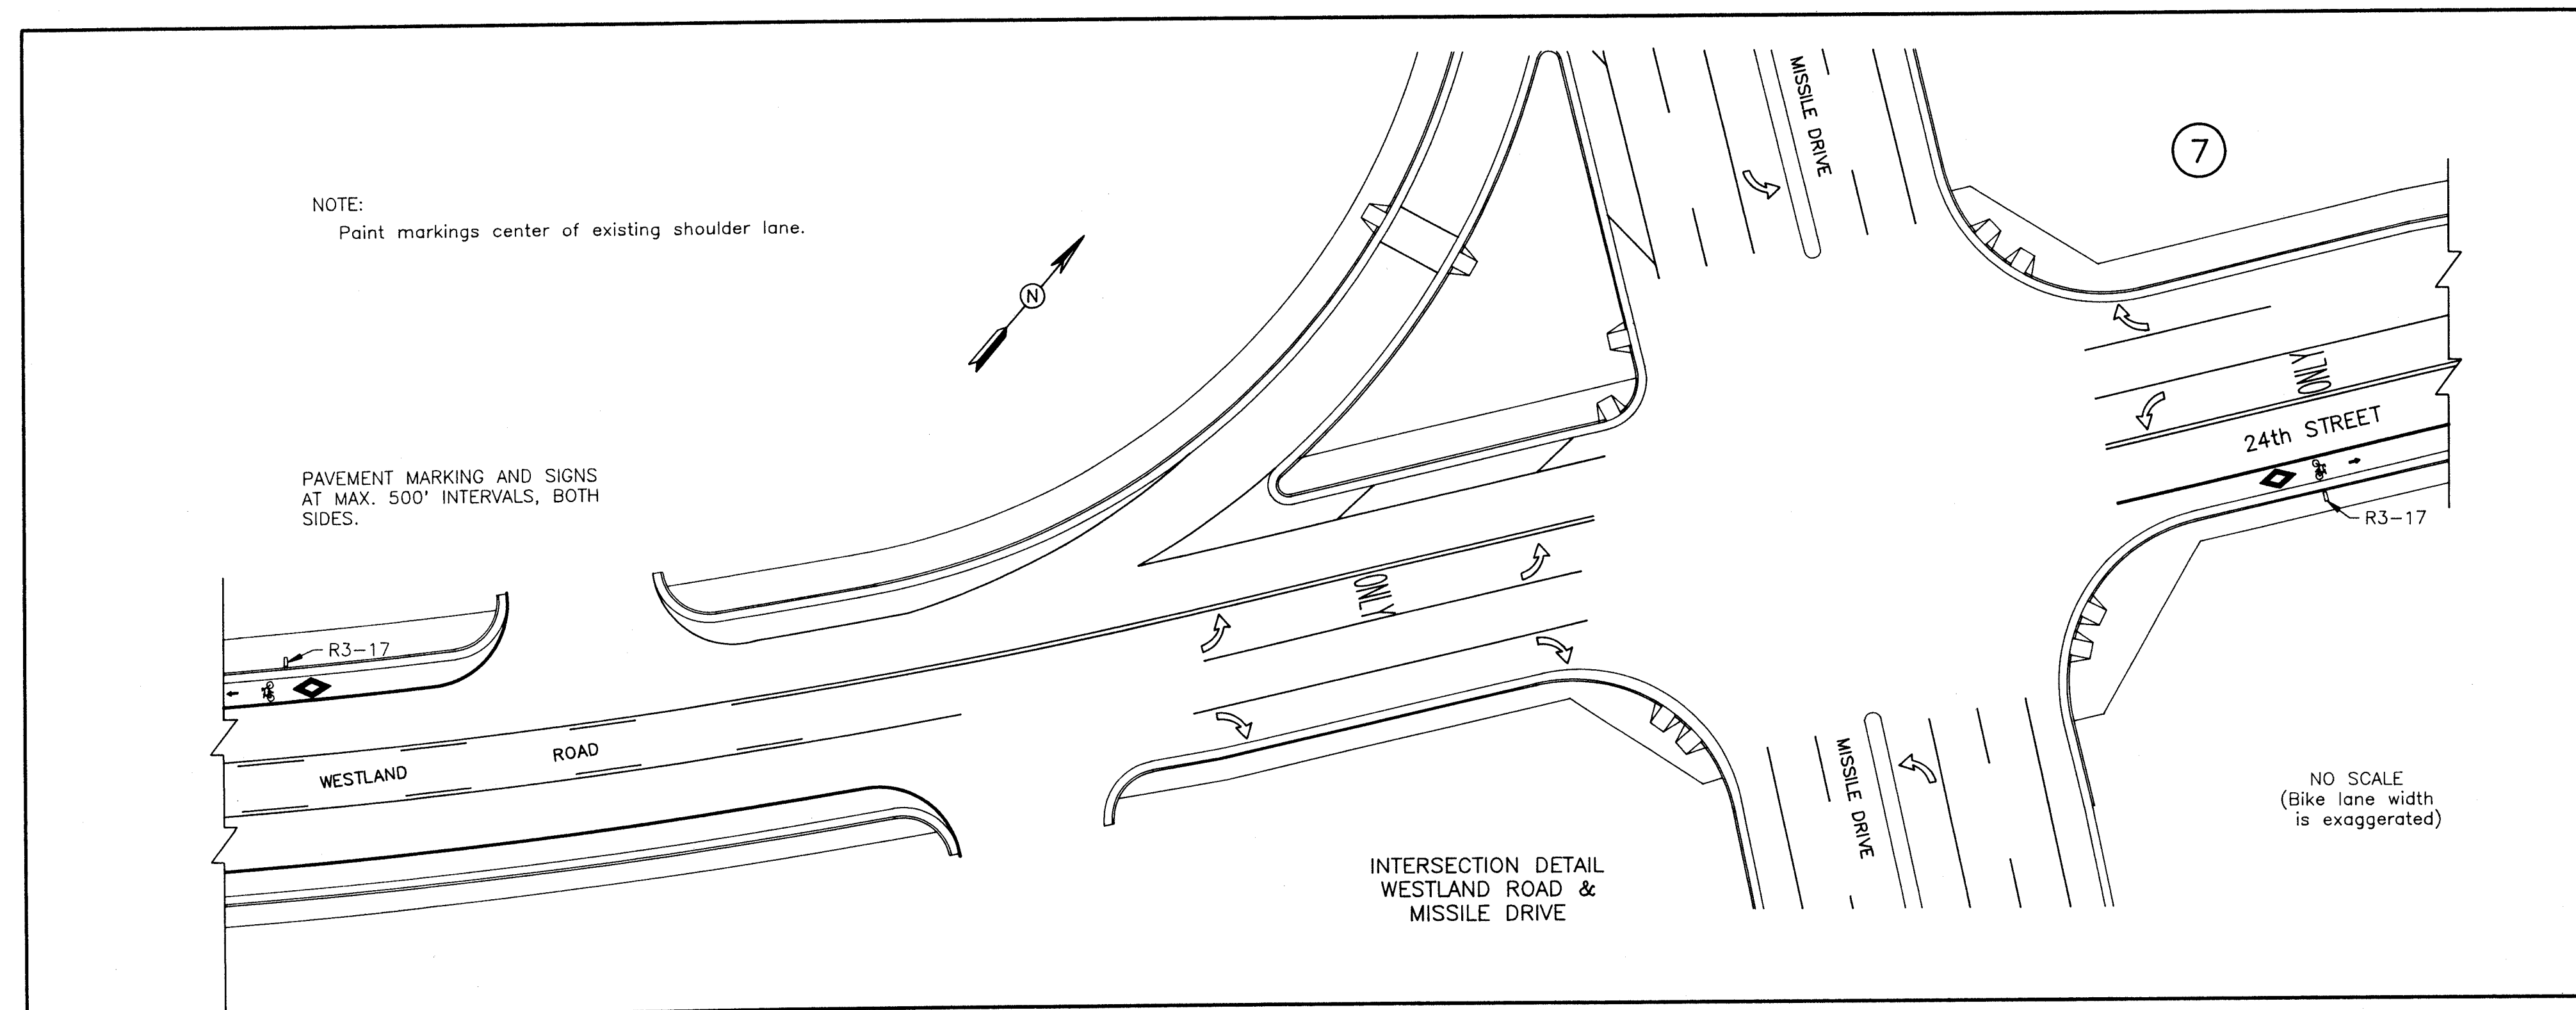 MISSILE DRIVE
7
NOTE:
Paint markings center of existing shoulder lane.
N
ONLY
24th STREET
R3-17
PAVEMENT MARKING AND SIGNS
AT MAX. 500' INTERVALS, BOTH
SIDES.
ONLY
R3-17
WESTLAND ROAD
MISSILE DRIVE
NO SCALE
(Bike lane width
is exaggerated)
INTERSECTION DETAIL
WESTLAND ROAD &
MISSILE DRIVE